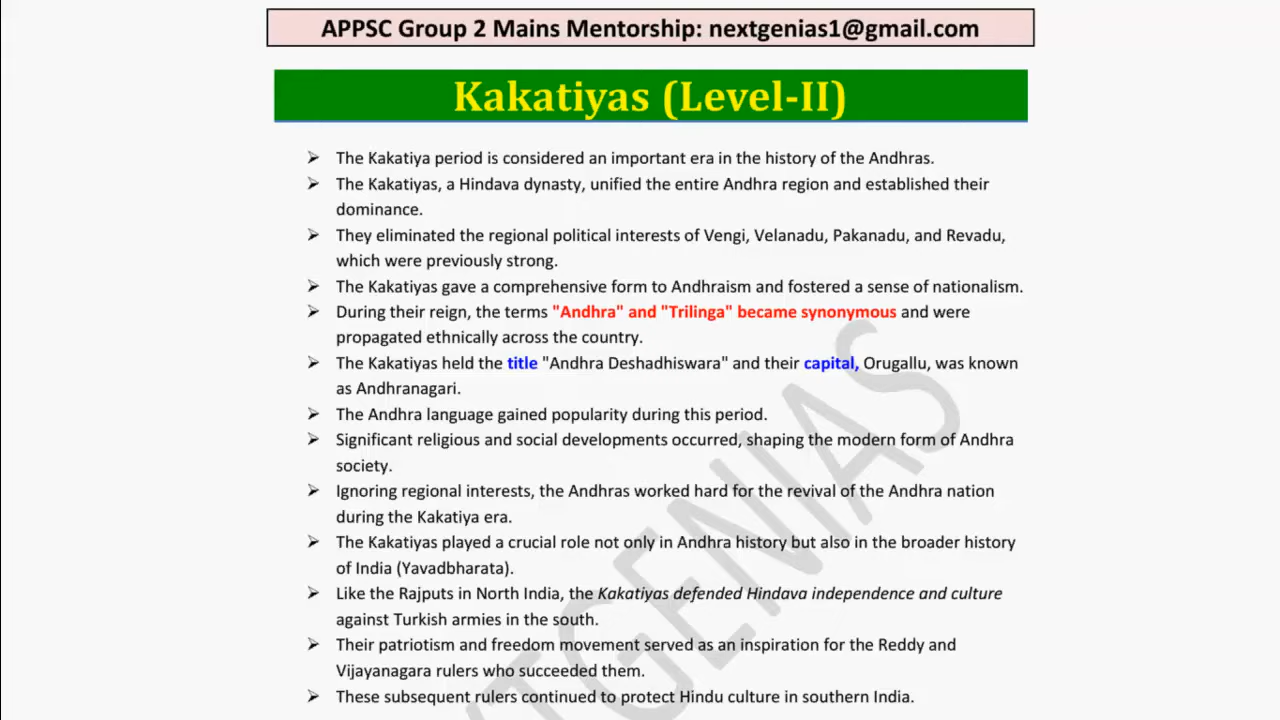 APPSC Group 2 Mains Mentorship: nextgenias1@gmail.com
Kakatiyas (Level-II)
➢ The Kakatiya period is considered an important era in the history of the Andhras.
➢ The Kakatiyas, a Hindava dynasty, unified the entire Andhra region and established their
dominance.
➢ They eliminated the regional political interests of Vengi, Velanadu, Pakanadu, and Revadu,
which were previously strong.
➢ The Kakatiyas gave a comprehensive form to Andhraism and fostered a sense of nationalism.
➢ During their reign, the terms "Andhra" and "Trilinga" became synonymous and were
propagated ethnically across the country.
➢ The Kakatiyas held the title "Andhra Deshadhiswara" and their capital, Orugallu, was known
as Andhranagari.
➢ The Andhra language gained popularity during this period.
➢ Significant religious and social developments occurred, shaping the modern form of Andhra
society.
➢ Ignoring regional interests, the Andhras worked hard for the revival of the Andhra nation
during the Kakatiya era.
➢ The Kakatiyas played a crucial role not only in Andhra history but also in the broader history
of India (Yavadbharata).
➢ Like the Rajputs in North India, the Kakatiyas defended Hindava independence and culture
against Turkish armies in the south.
➢ Their patriotism and freedom movement served as an inspiration for the Reddy and
Vijayanagara rulers who succeeded them.
➢ These subsequent rulers continued to protect Hindu culture in southern India.
XTGENIAS